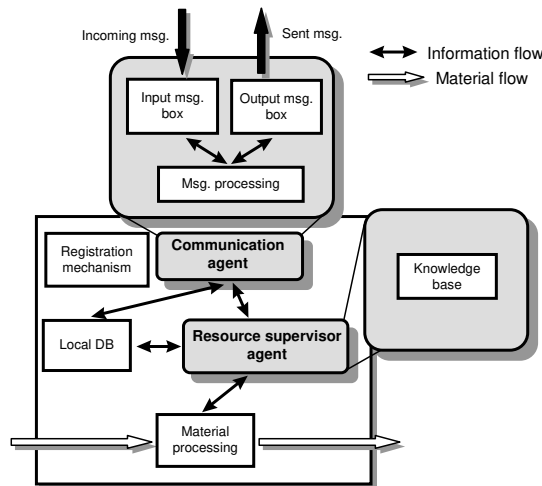 Incoming msg.
Sent msg.
Information flow
Material flow
Input msg.
box
Output msg.
box
Msg. processing
Registration
mechanism
Communication
agent
Knowledge
base
Local DB
Resource supervisor
agent
Material
processing